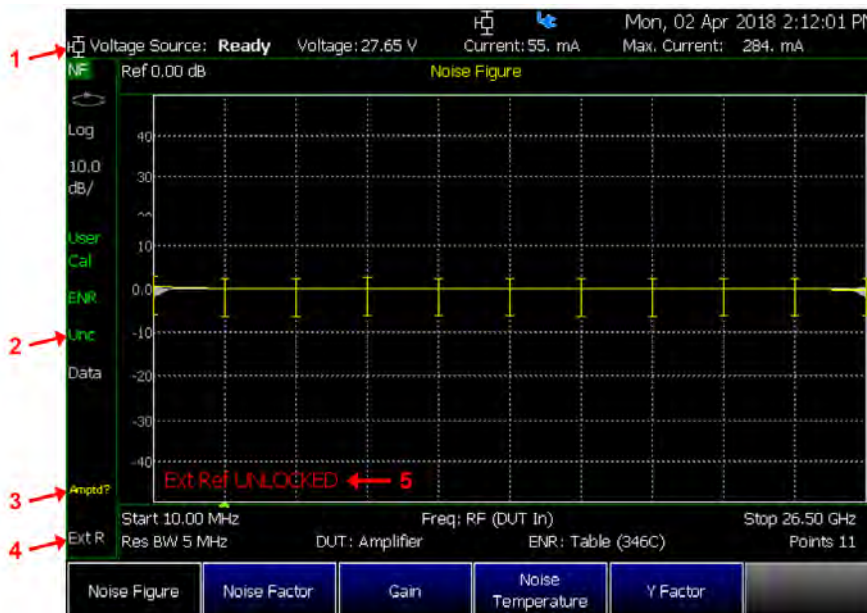 Mon, 02 Apr 2018 2:12:01 PM
1
Voltage Source: Ready Voltage: 27.65 V Current: 55. mA Max. Current: 284. mA
NF
Ref 0.00 dB
Noise Figure
Log
10.0
dB/
User
Cal
ENR
2
Unc
Data
3
Amptd?
4
Ext R
40
30
10
0.0
-10
-20
-30
-40
Ext Ref UNLOCKED
5
Start 10.00 MHz Freq: RF (DUT In) Stop 26.50 GHz
Res BW 5 MHz DUT: Amplifier ENR: Table (346C) Points 11
Noise Figure
Noise Factor
Gain
Noise
Temperature
Y Factor